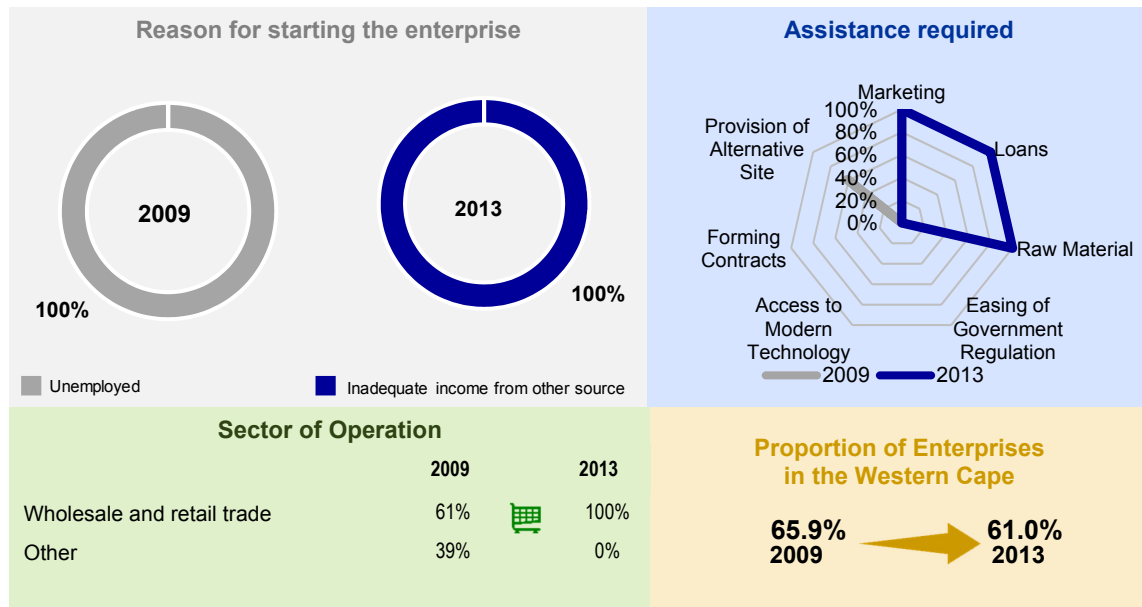 Reason for starting the enterprise
2009
100%
2013
100%
Unemployed
Inadequate income from other source
Assistance required
Marketing
100%
80%
60%
40%
20%
0%
Loans
Raw Material
Easing of
Government
Regulation
Access to
Modern
Technology
Forming
Contracts
Provision of
Alternative
Site
2009
2013
Sector of Operation
2009 2013
Wholesale and retail trade 61% 100%
Other 39% 0%
Proportion of Enterprises
in the Western Cape
65.9% 61.0%
2009 2013